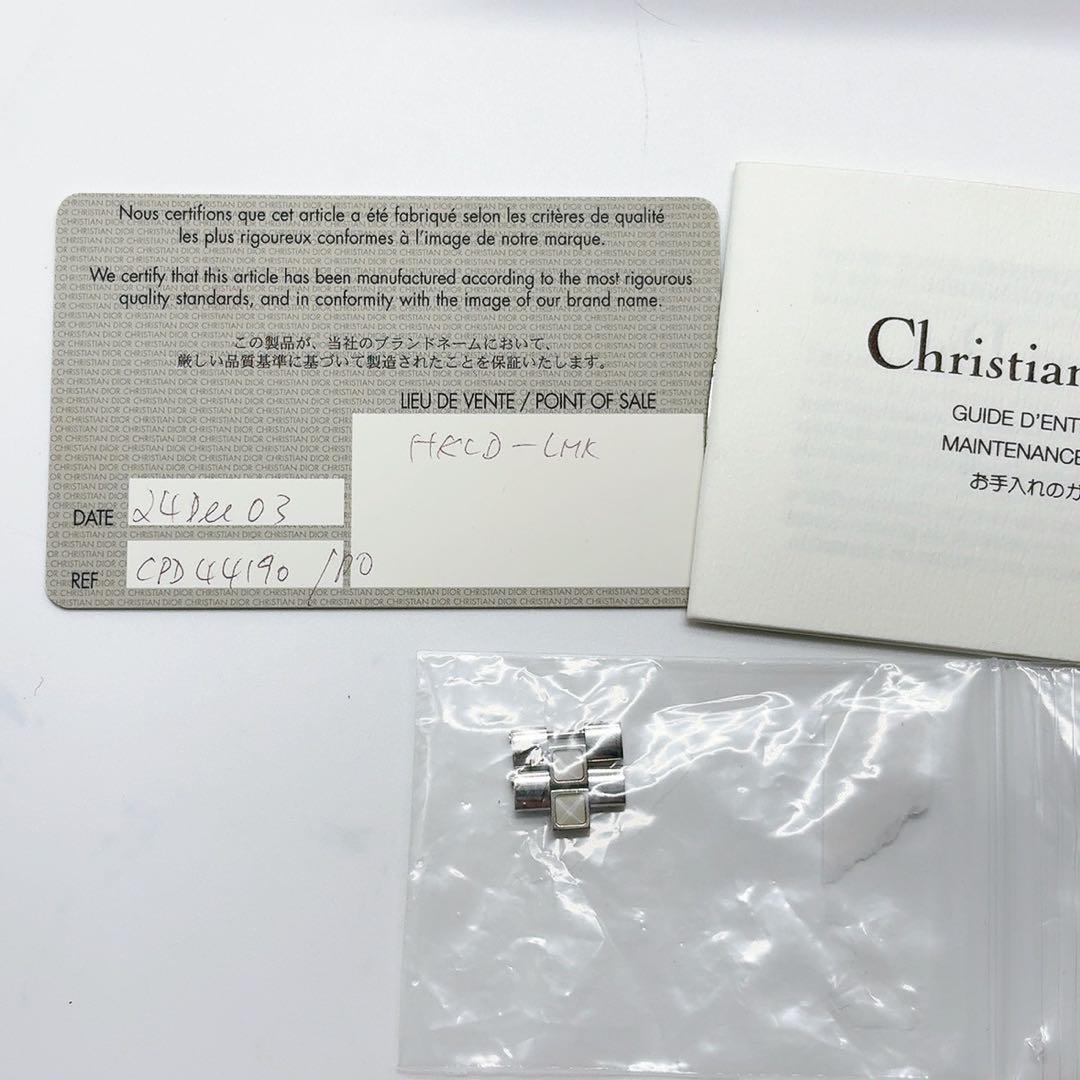 Nous certifions que cet article a été fabriqué selon les critères de qualité
les plus rigoureux conformes à l'image de notre marque.
We certify that this article has been manufactured according to the most rigourous
quality standards, and in conformity with the image of our brand name.
この製品が、当社のブランドネームにおいて、
厳しい品質基準に基づいて製造されたことを保証いたします。
LIEU DE VENTE / POINT OF SALE
HKCD-LMK
DATE 24 Dec 03
REF CPD44190 /
Christian
GUIDE D'ENT
MAINTENANCE
お手入れのガ